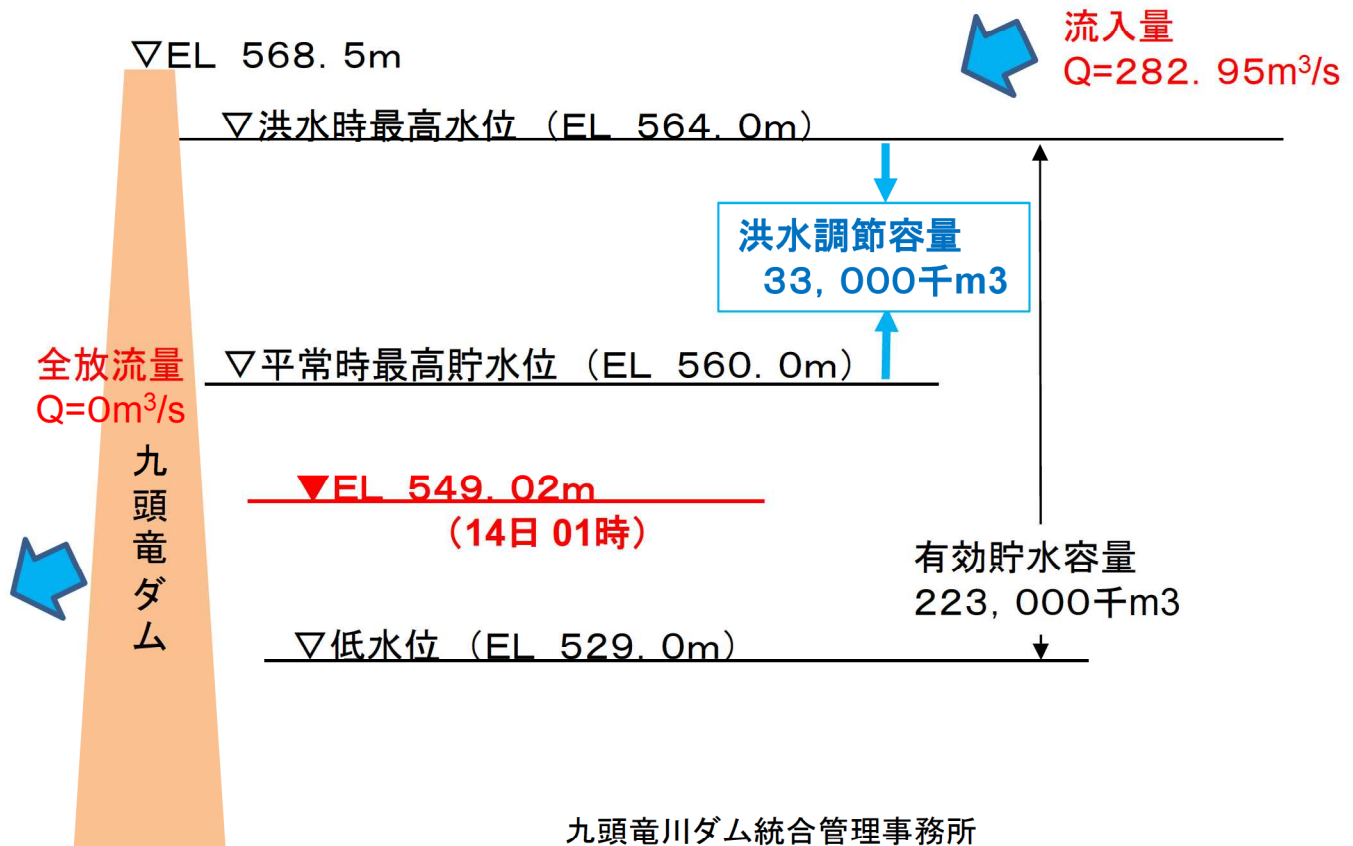 ▽EL 568.5m
流入量
Q=282.95m³/s
▽洪水時最高水位 (EL 564.0m)
洪水調節容量
33,000千m3
全放流量
Q=0m³/s
▽平常時最高貯水位 (EL 560.0m)
九頭竜ダム
▼EL 549.02m
(14日 01時)
有効貯水容量
223,000千m3
▽低水位 (EL 529.0m)
九頭竜川ダム統合管理事務所